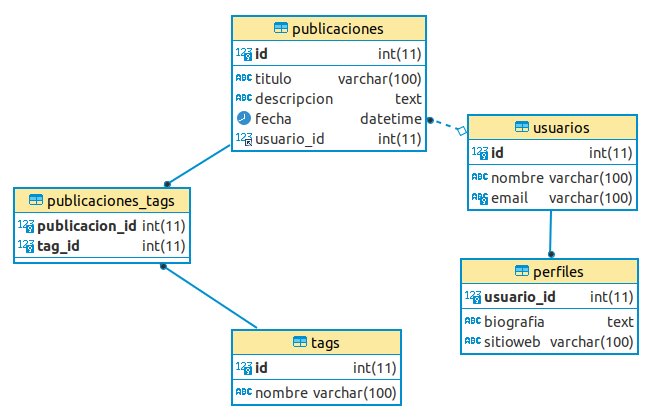 publicaciones
id int(11)
titulo varchar(100)
descripcion text
fecha datetime
usuario_id int(11)
usuarios
id int(11)
nombre varchar(100)
email varchar(100)
publicaciones_tags
publicacion_id int(11)
tag_id int(11)
perfiles
usuario_id int(11)
biografia text
sitioweb varchar(100)
tags
id int(11)
nombre varchar(100)